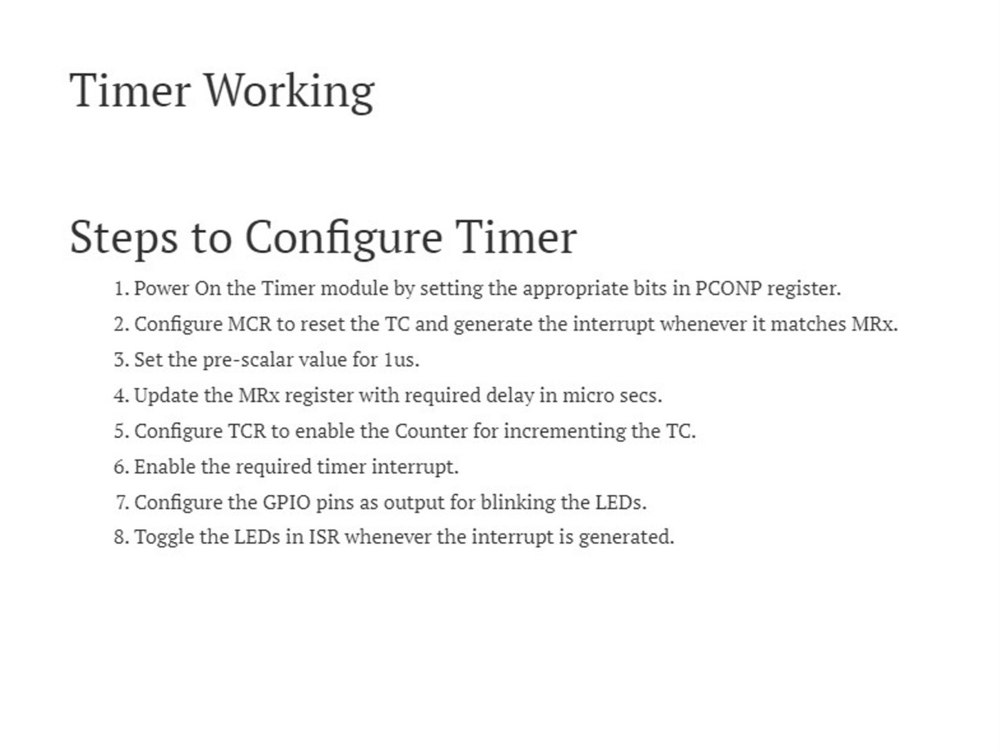 Timer Working
Steps to Configure Timer
1. Power On the Timer module by setting the appropriate bits in PCONP register.
2. Configure MCR to reset the TC and generate the interrupt whenever it matches MRx.
3. Set the pre-scalar value for 1us.
4. Update the MRx register with required delay in micro secs.
5. Configure TCR to enable the Counter for incrementing the TC.
6. Enable the required timer interrupt.
7. Configure the GPIO pins as output for blinking the LEDs.
8. Toggle the LEDs in ISR whenever the interrupt is generated.